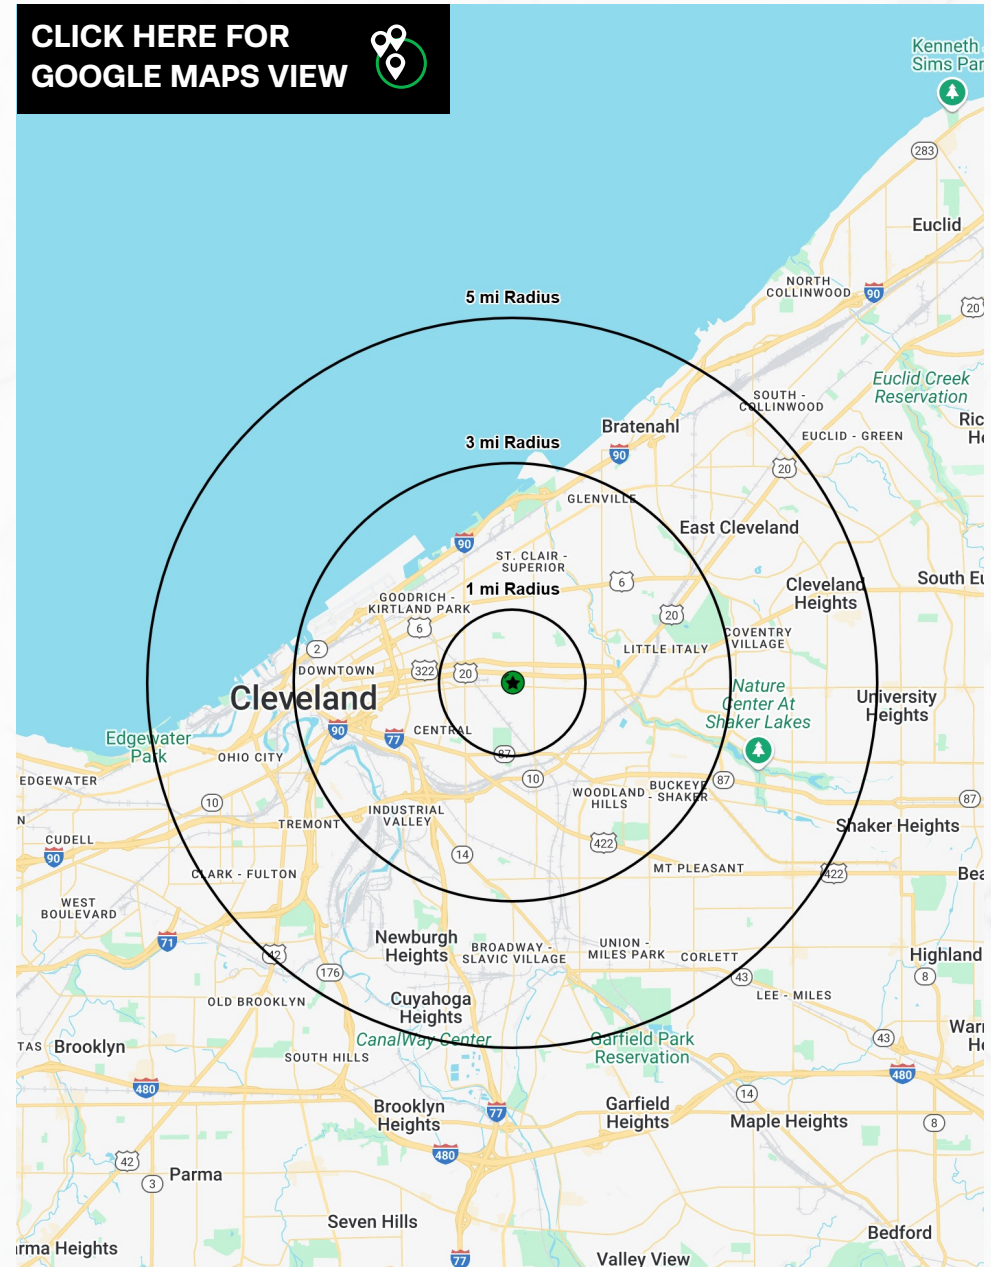 CLICK HERE FOR
GOOGLE MAPS VIEW
Kenneth
Sims Par
283
Euclid
NORTH
COLLINWOOD
90
20
5 mi Radius
Euclid Creek
Reservation
SOUTH -
COLLINWOOD
Ric
He
Bratenahl
EUCLID - GREEN
3 mi Radius
90
20
GLENVILLE
East Cleveland
90
ST. CLAIR -
SUPERIOR
1 mi Radius
6
Cleveland
Heights
South Eu
GOODRICH -
KIRTLAND PARK
6
20
COVENTRY
VILLAGE
2
LITTLE ITALY
DOWNTOWN
322
20
Cleveland
Nature
Center At
Shaker Lakes
University
Heights
90
77
CENTRAL
Edgewater
Park
OHIO CITY
87
EDGEWATER
10
WOODLAND
HILLS
BUCKEYE
- SHAKER
87
10
87
INDUSTRIAL
VALLEY
TREMONT
N
Shaker Heights
CUDELL
90
14
422
MT PLEASANT
422
Bea
CLARK - FULTON
WEST
BOULEVARD
71
Newburgh
Heights
BROADWAY -
SLAVIC VILLAGE
UNION -
MILES PARK
CORLETT
Highland
42
176
43
8
OLD BROOKLYN
Cuyahoga
Heights
LEE - MILES
CanalWay Center
Garfield Park
Reservation
43
Warr
He
TAS
Brooklyn
SOUTH HILLS
480
480
14
77
Brooklyn
Heights
Garfield
Heights
Maple Heights
8
480
42
3
Parma
Seven Hills
Bedford
rma Heights
77
Valley View